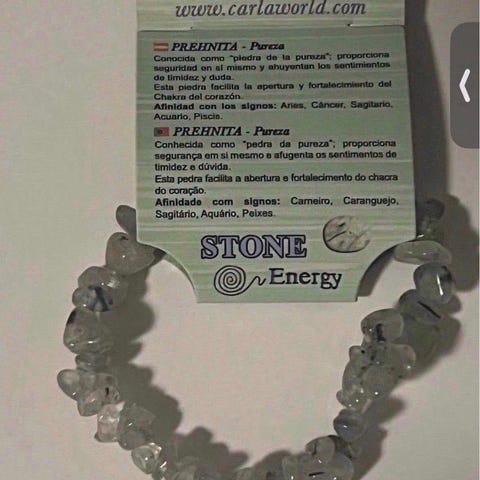 www.carlaworld.com
PREHNITA - Pureza
Conocida como "piedra de la pureza"; proporciona
seguridad en sí mismo y ahuyentan los sentimientos
de timidez y duda.
Esta piedra facilita la apertura y fortalecimiento del
Chakra del corazón.
Afinidad con los signos: Aries, Cáncer, Sagitario,
Acuario, Piscis.
PREHNITA - Pureza
Conhecida como "pedra da pureza"; proporciona
segurança em si mesmo e afugenta os sentimentos de
timidez e dúvida.
Esta pedra facilita a abertura e fortalecimento do chacra
do coração.
Afinidade com signos: Carneiro, Caranguejo,
Sagitário, Aquário, Peixes.
STONE
Energy